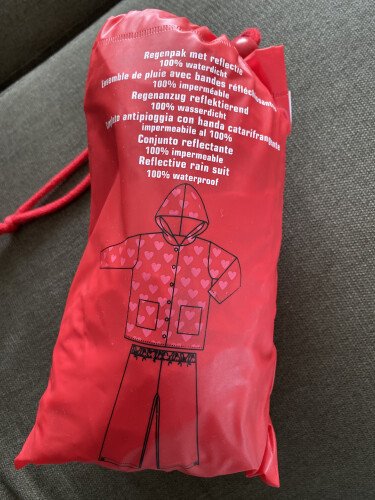 Regenpak met reflectie
100% waterdicht
Ensemble de pluie avec bandes réfléchissantes
100% imperméable
Regenanzug reflektierend
100% wasserdicht
antipioggia con banda catarifrangente
impermeabile al 100%
Conjunto reflectante
100% impermeable
Reflective rain suit
100% waterproof